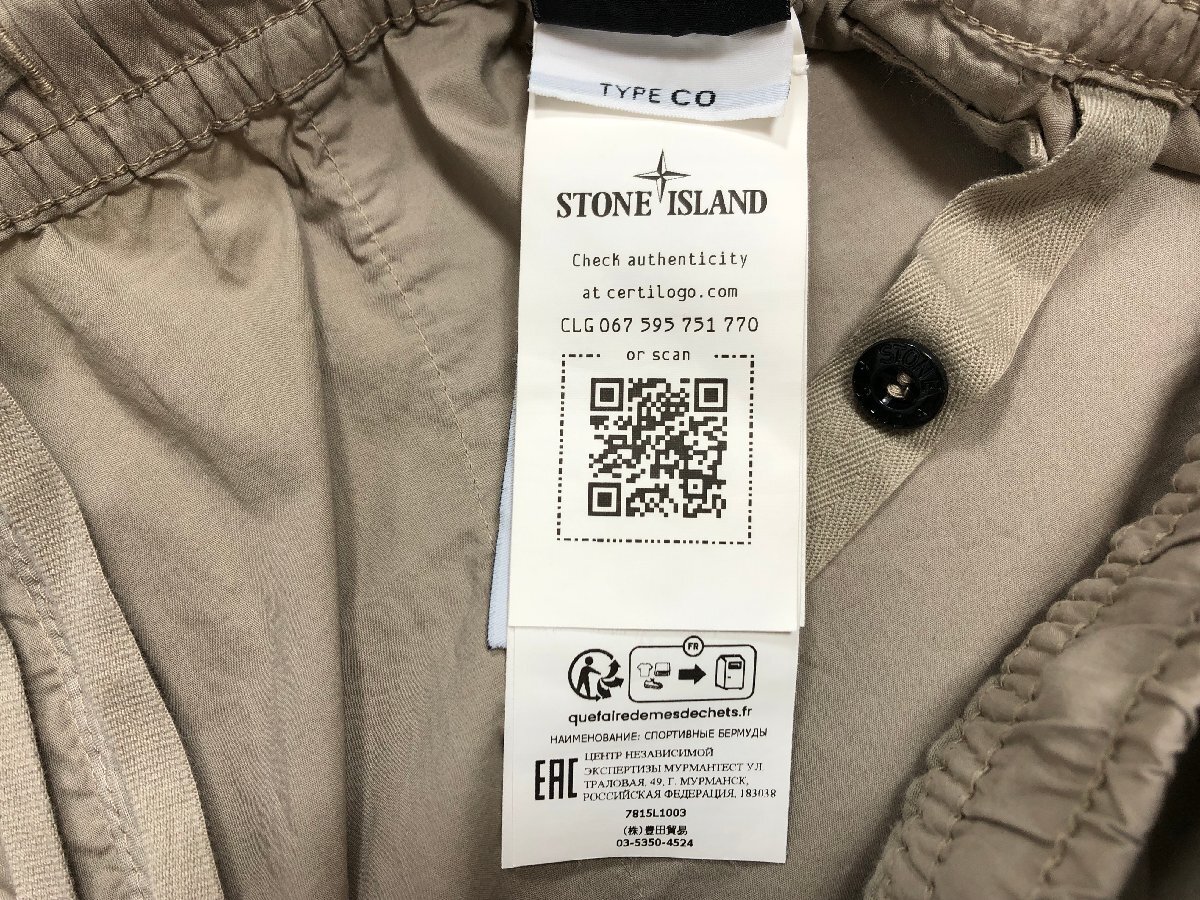 TYPE CO
STONE ISLAND
Check authenticity
at certilogo.com
CLG 067 595 751 770
or scan
STONE
FR
quefairedemesdechets.fr
НАИМЕНОВАНИЕ: СПОРТИВНЫЕ БЕРМУДЫ
EAC
ЦЕНТР НЕЗАВИСИМОЙ
ЭКСПЕРТИЗЫ МУРМАНТЕСТ УЛ.
ТРАЛОВАЯ, 49, Г. МУРМАНСК,
РОССИЙСКАЯ ФЕДЕРАЦИЯ, 183038
7815L1003
(株)豊田貿易
03-5350-4524